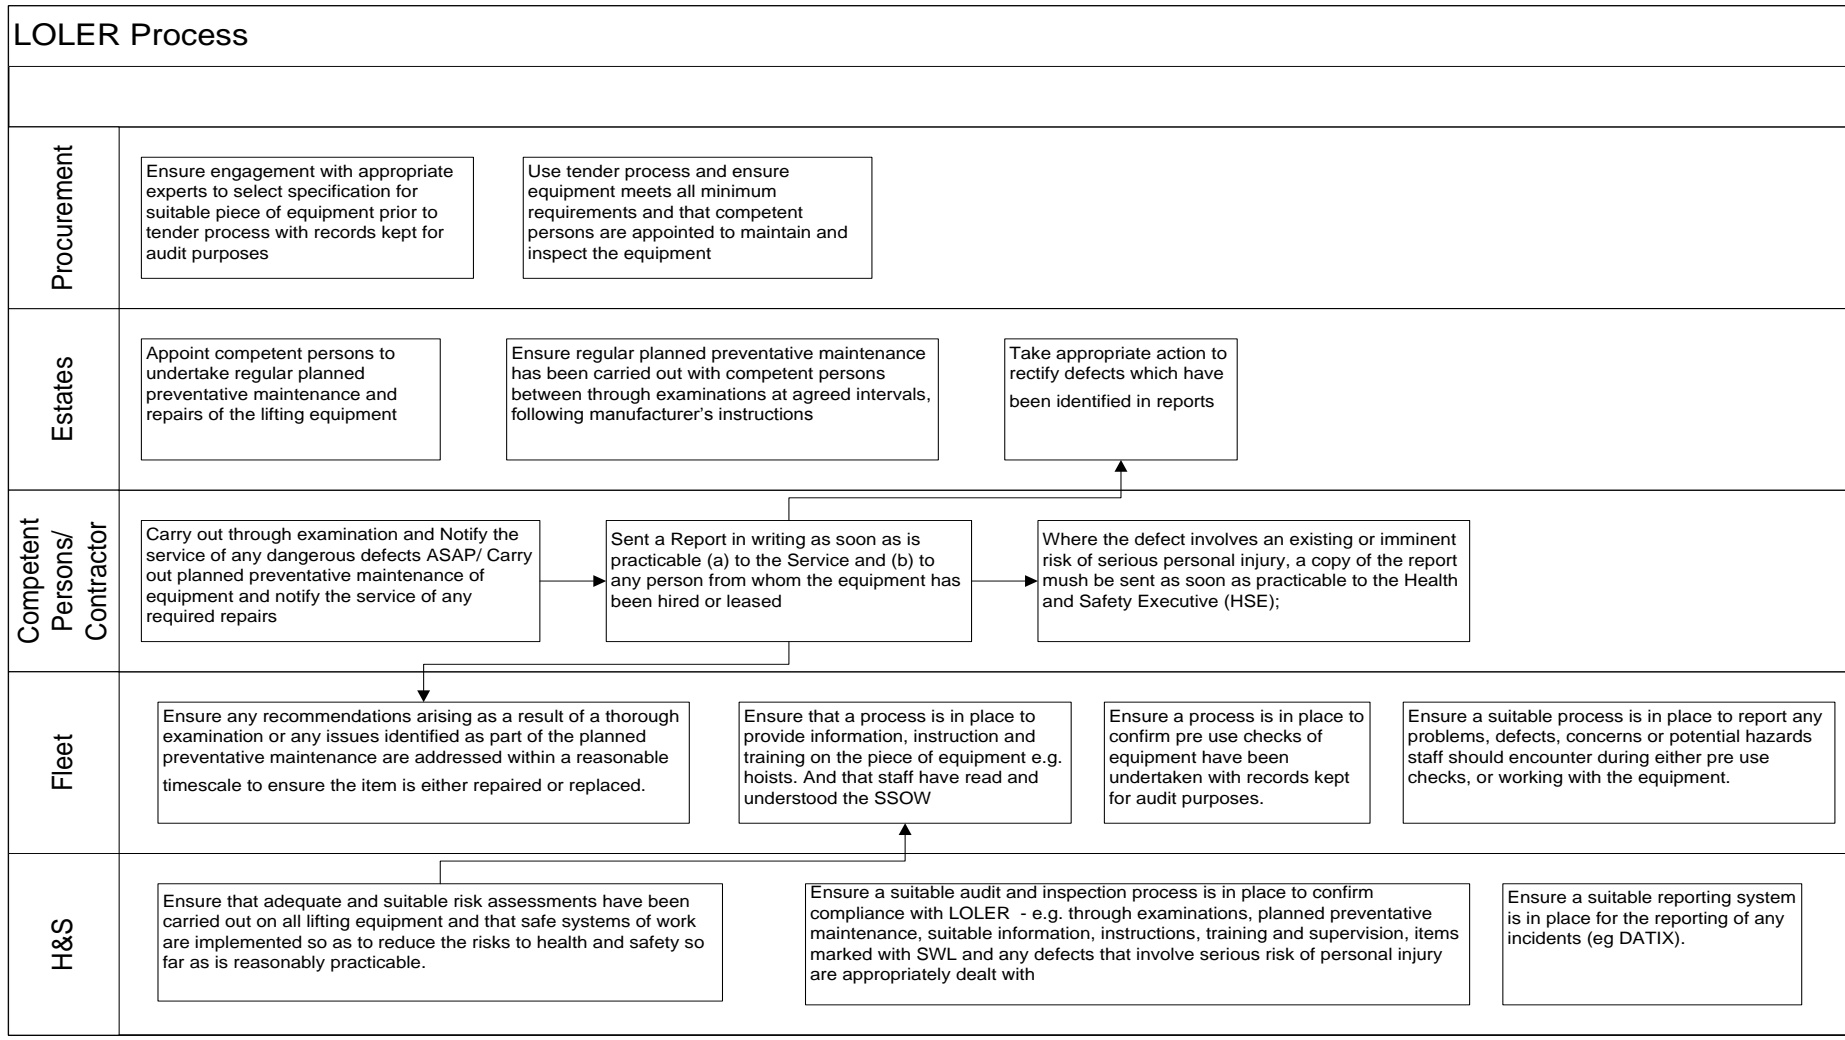 LOLER Process
Procurement
Ensure engagement with appropriate
experts to select specification for
suitable piece of equipment prior to
tender process with records kept for
audit purposes
Use tender process and ensure
equipment meets all minimum
requirements and that competent
persons are appointed to maintain and
inspect the equipment
Estates
Appoint competent persons to
undertake regular planned
preventative maintenance and
repairs of the lifting equipment
Ensure regular planned preventative maintenance
has been carried out with competent persons
between through examinations at agreed intervals,
following manufacturer's instructions
Take appropriate action to
rectify defects which have
been identified in reports
Competent
Persons/
Contractor
Carry out through examination and Notify the
service of any dangerous defects ASAP/ Carry
out planned preventative maintenance of
equipment and notify the service of any
required repairs
Sent a Report in writing as soon as is
practicable (a) to the Service and (b) to
any person from whom the equipment has
been hired or leased
Where the defect involves an existing or imminent
risk of serious personal injury, a copy of the report
mush be sent as soon as practicable to the Health
and Safety Executive (HSE);
Fleet
Ensure any recommendations arising as a result of a thorough
examination or any issues identified as part of the planned
preventative maintenance are addressed within a reasonable
timescale to ensure the item is either repaired or replaced.
Ensure that a process is in place to
provide information, instruction and
training on the piece of equipment e.g.
hoists. And that staff have read and
understood the SSOW
Ensure a process is in place to
confirm pre use checks of
equipment have been
undertaken with records kept
for audit purposes.
Ensure a suitable process is in place to report any
problems, defects, concerns or potential hazards
staff should encounter during either pre use
checks, or working with the equipment.
H&S
Ensure that adequate and suitable risk assessments have been
carried out on all lifting equipment and that safe systems of work
are implemented so as to reduce the risks to health and safety so
far as is reasonably practicable.
Ensure a suitable audit and inspection process is in place to confirm
compliance with LOLER - e.g. through examinations, planned preventative
maintenance, suitable information, instructions, training and supervision, items
marked with SWL and any defects that involve serious risk of personal injury
are appropriately dealt with
Ensure a suitable reporting system
is in place for the reporting of any
incidents (eg DATIX).